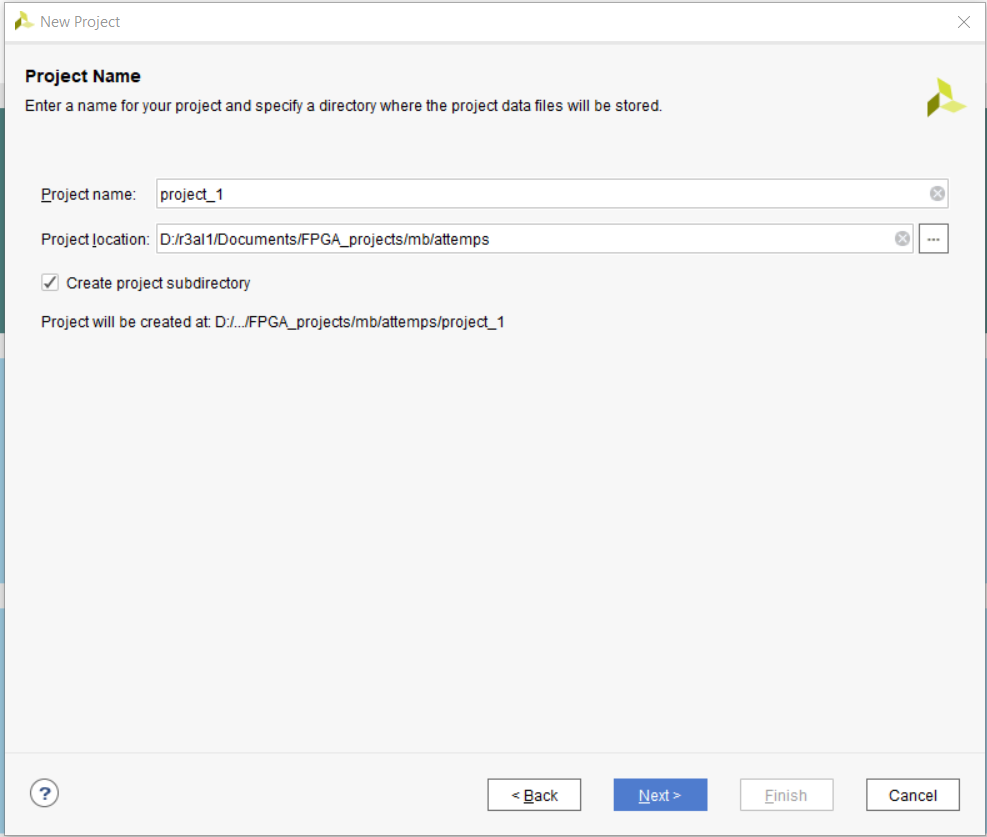 New Project
Project Name
Enter a name for your project and specify a directory where the project data files will be stored.
Project name: project_1
Project location: D:/r3al1/Documents/FPGA_projects/mb/attemps ...
Create project subdirectory
Project will be created at: D:/.../FPGA_projects/mb/attemps/project_1
? < Back Next > Finish Cancel